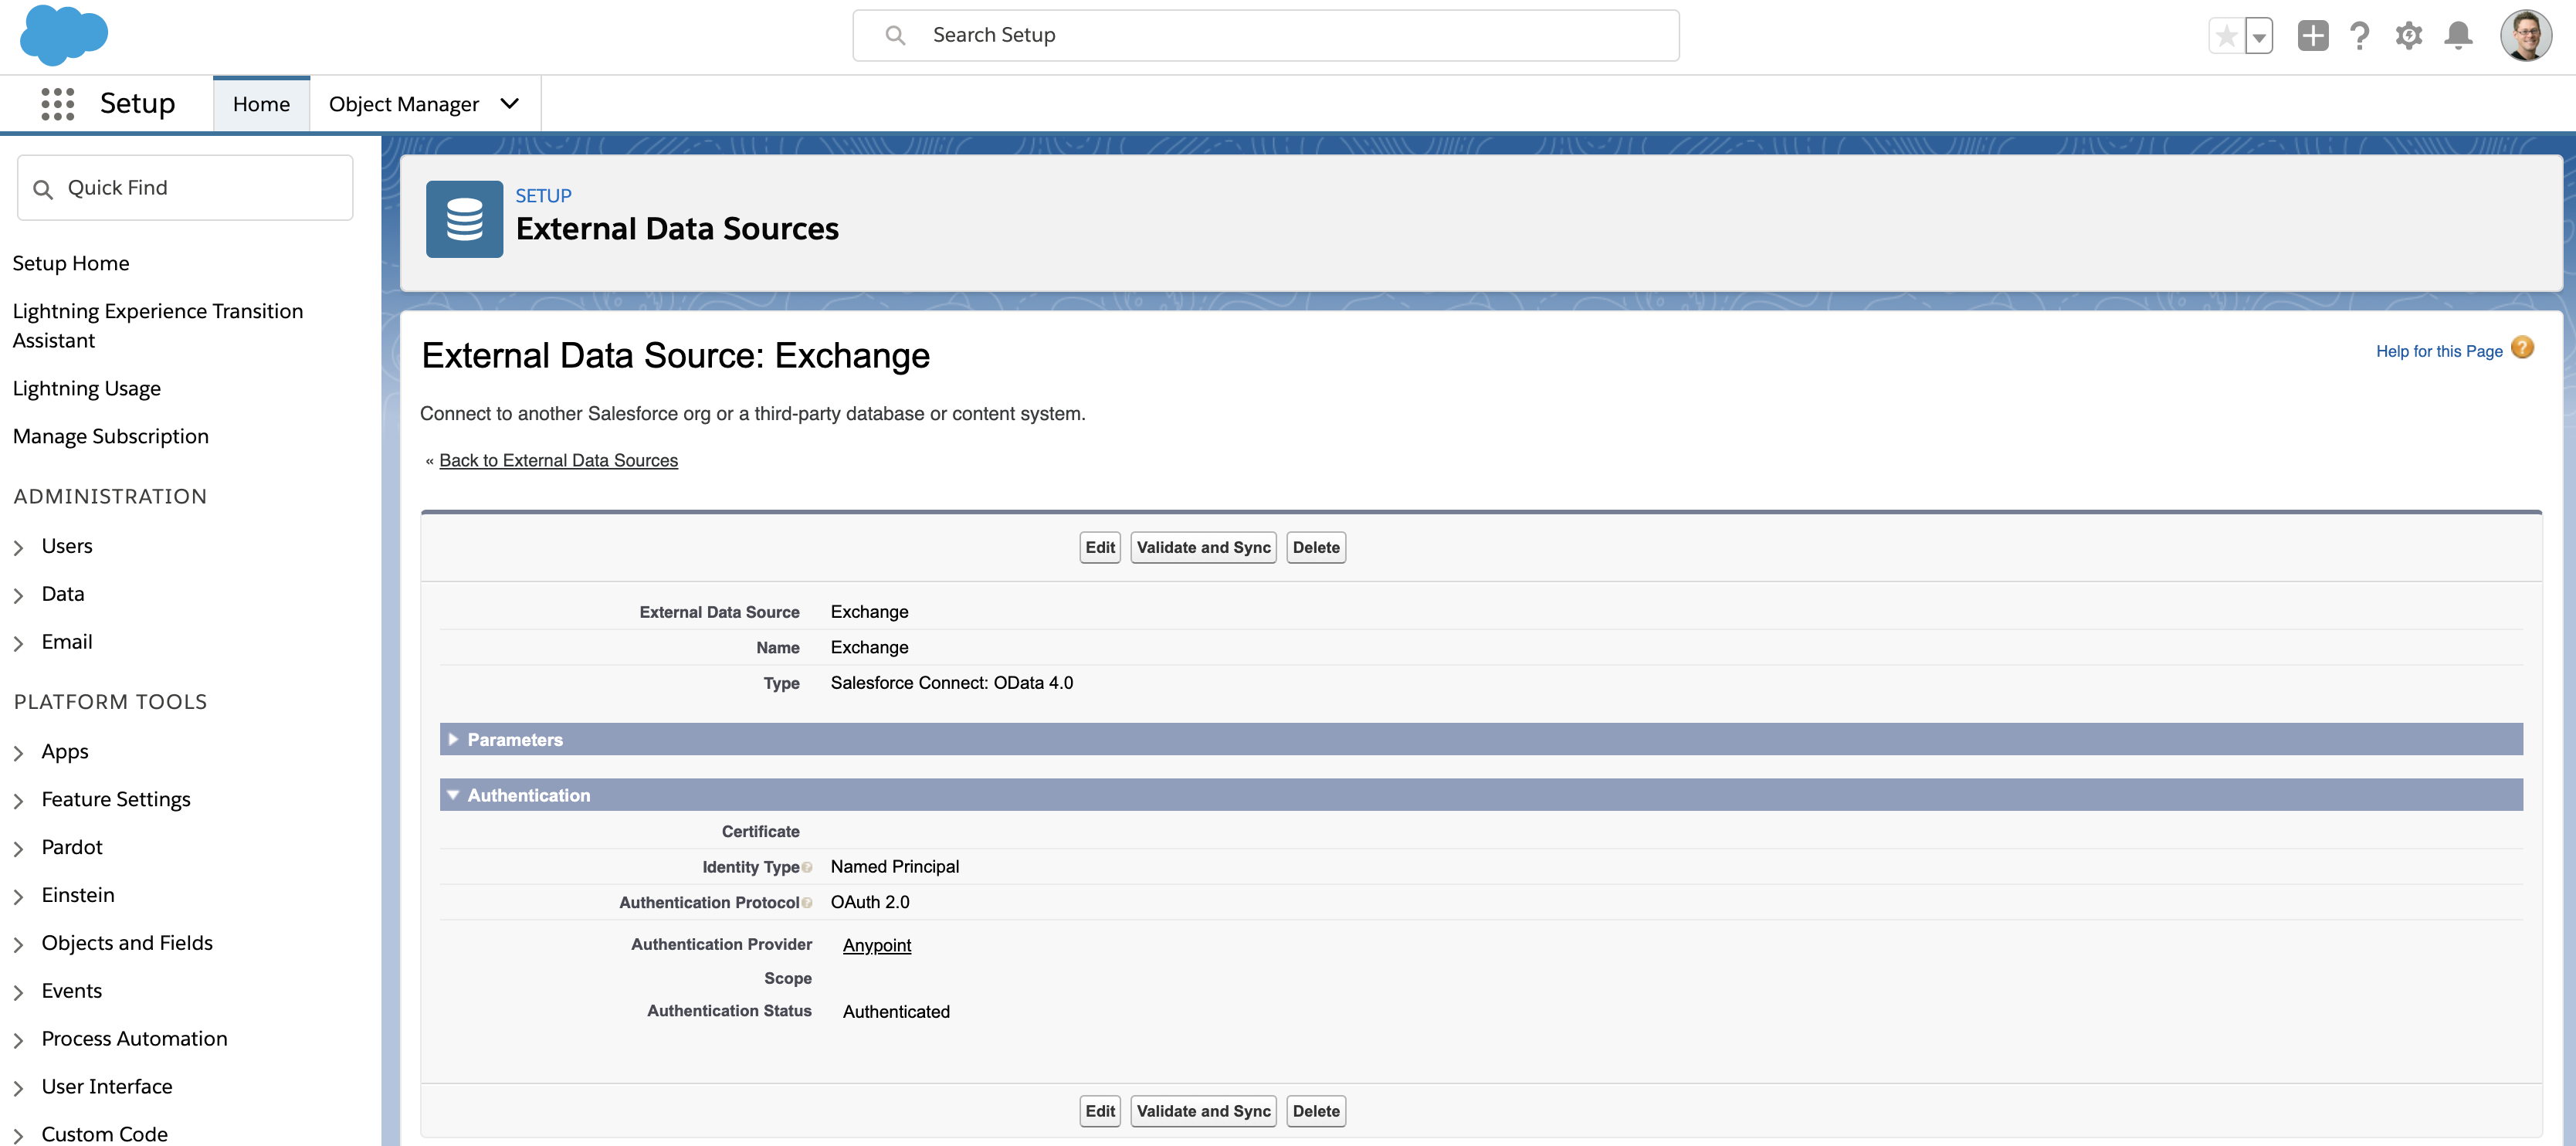 Search Setup
Setup
Home
Object Manager
Quick Find
Setup Home
Lightning Experience Transition
Assistant
Lightning Usage
Manage Subscription
ADMINISTRATION
Users
Data
Email
PLATFORM TOOLS
Apps
Feature Settings
Pardot
Einstein
Objects and Fields
Events
Process Automation
User Interface
Custom Code
SETUP
External Data Sources
External Data Source: Exchange
Help for this Page ?
Connect to another Salesforce org or a third-party database or content system.
« Back to External Data Sources
Edit Validate and Sync Delete
External Data Source Exchange
Name Exchange
Type Salesforce Connect: OData 4.0
Parameters
Authentication
Certificate
Identity Type ? Named Principal
Authentication Protocol ? OAuth 2.0
Authentication Provider Anypoint
Scope
Authentication Status Authenticated
Edit Validate and Sync Delete